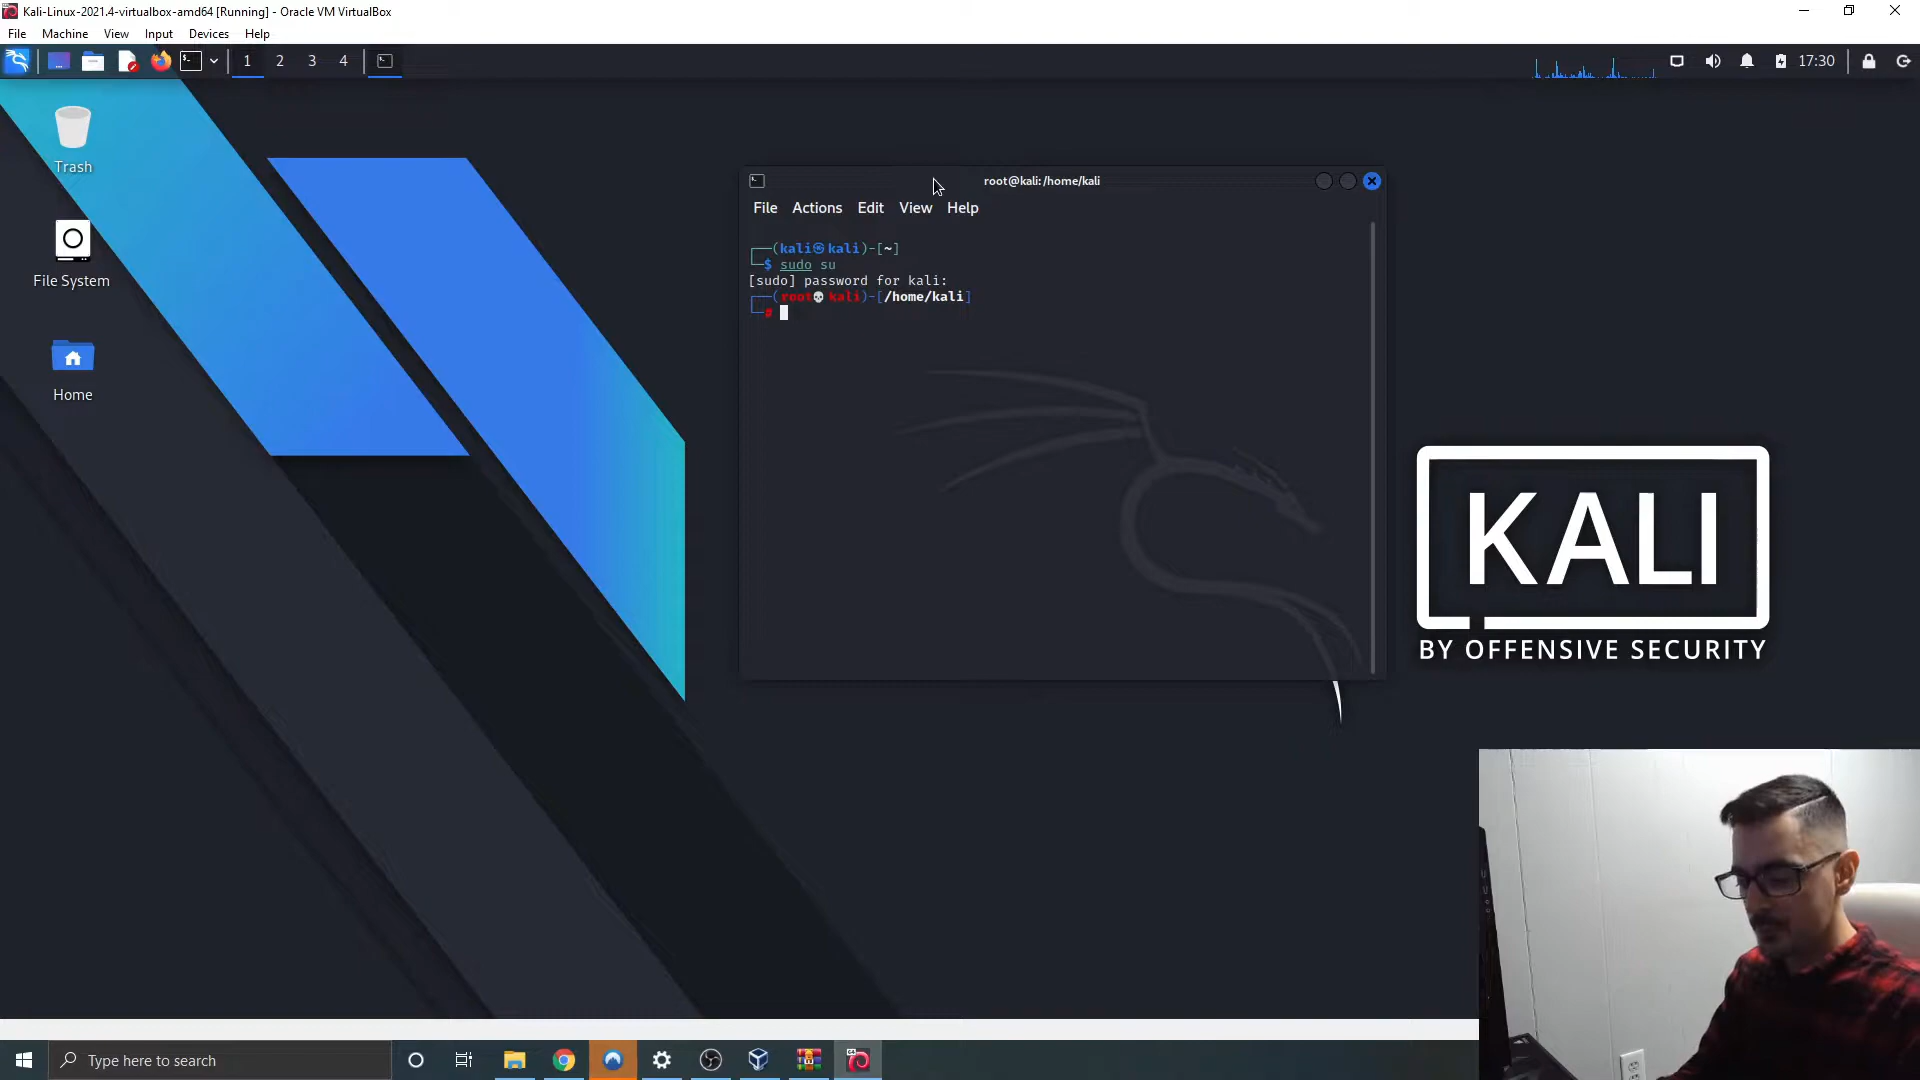 Kali-Linux-2021.4-virtualbox-amd64 [Running] - Oracle VM VirtualBox
File Machine View Input Devices Help
1 2 3 4 17:30
Trash
File System
Home
root@kali:/home/kali
File Actions Edit View Help
┌──(kali㉿kali)-[~]
└─$ sudo su
[sudo] password for kali:
┌──(root💀kali)-[/home/kali]
└─#
KALI
BY OFFENSIVE SECURITY
Type here to search